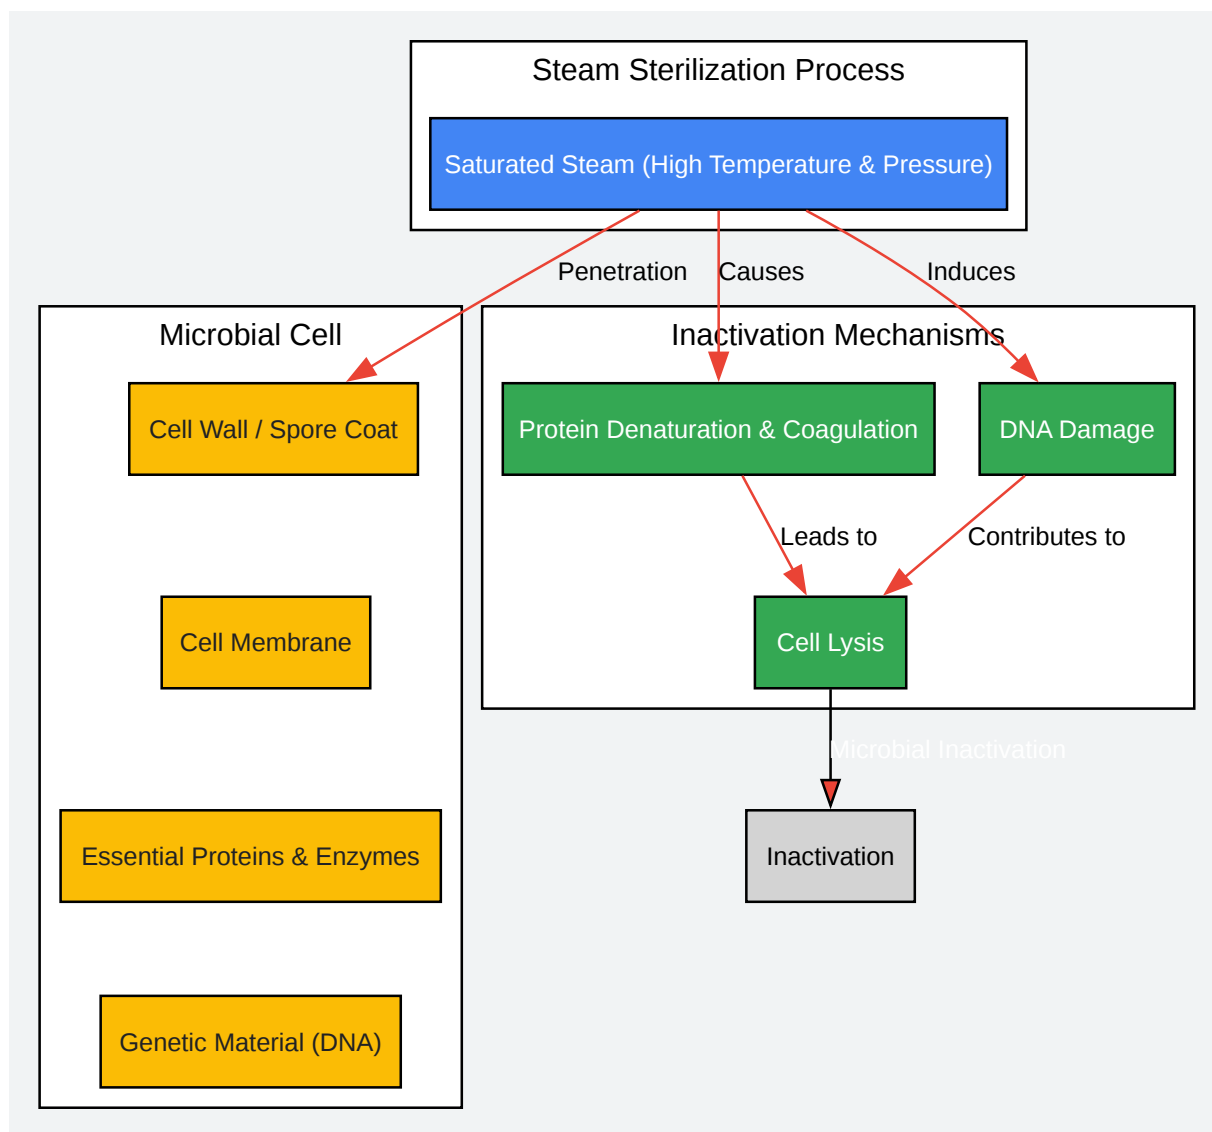 Steam Sterilization Process
Saturated Steam (High Temperature & Pressure)
Penetration
Causes
Induces
Microbial Cell
Cell Wall / Spore Coat
Cell Membrane
Essential Proteins & Enzymes
Genetic Material (DNA)
Inactivation Mechanisms
Protein Denaturation & Coagulation
DNA Damage
Leads to
Contributes to
Cell Lysis
Microbial Inactivation
Inactivation